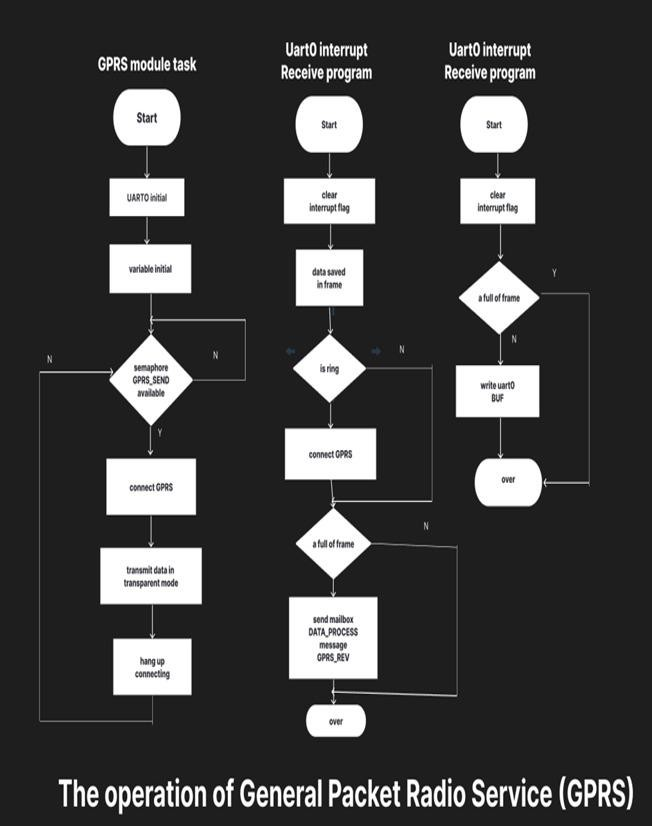 GPRS module task
Start
UART0 initial
variable initial
N
N
semaphore
GPRS_SEND
available
Y
connect GPRS
transmit data in
transparent mode
hang up
connecting
Uart0 interrupt
Receive program
Start
clear
interrupt flag
data saved
in frame
is ring
N
connect GPRS
a full of frame
N
send mailbox
DATA_PROCESS
message
GPRS_REV
over
Uart0 interrupt
Receive program
Start
clear
interrupt flag
a full of frame
Y
N
write uart0
BUF
over
The operation of General Packet Radio Service (GPRS)